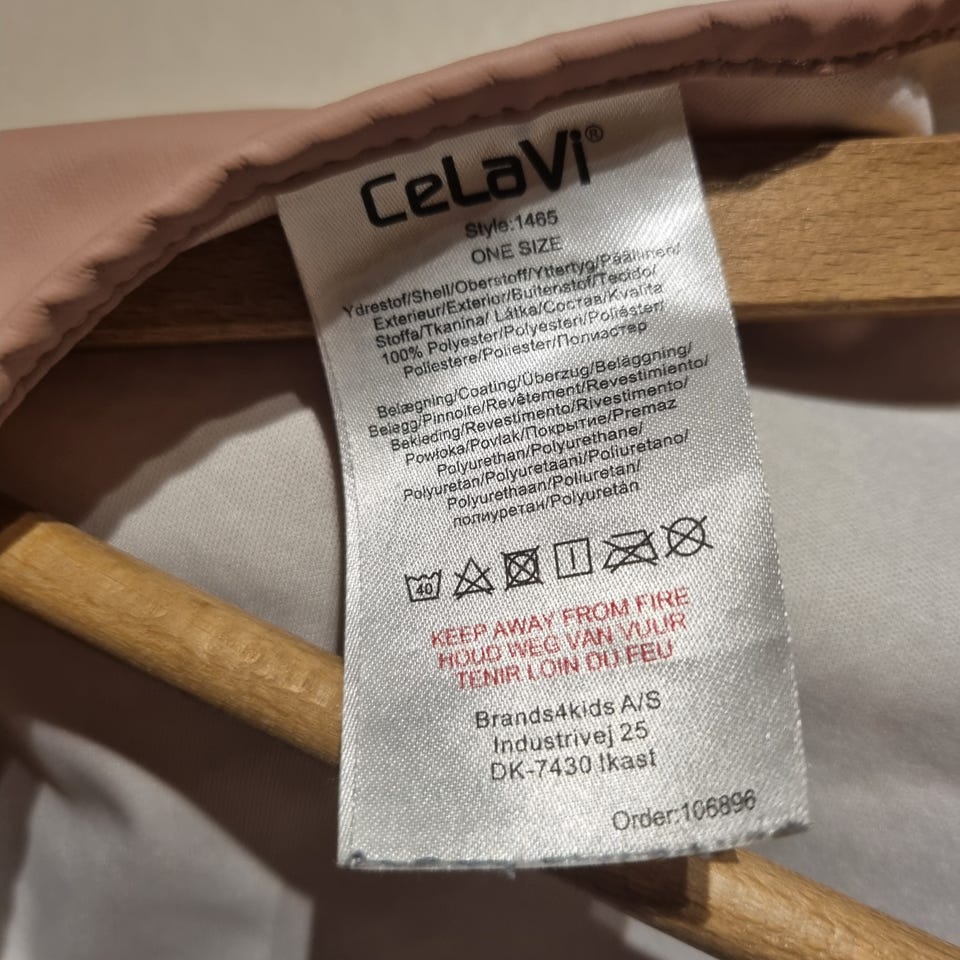 CeLaVi®
Style:1465
ONE SIZE
Ydrestof/Shell/Oberstoff/Yttertyg/Päällinen/
Exterieur/Exterior/Buitenstof/Tecido/
Stoffa/Tkanina/ Látka/Состав/Kvalita
100% Polyester/Polyesteri/Poliéster/
Poliestere/Poliester/Полиэстер
Belægning/Coating/Überzug/Beläggning/
Belegg/Pinnoite/Revêtement/Revestimiento/
Bekleding/Revestimento/Rivestimento/
Powłoka/Povlak/Покрытие/Premaz
Polyurethan/Polyurethane/
Polyuretan/Polyuretaani/Poliuretano/
Polyurethaan/Poliuretan/
полиуретан/Polyuretán
40
KEEP AWAY FROM FIRE
HOUD WEG VAN VUUR
TENIR LOIN DU FEU
Brands4kids A/S
Industrivej 25
DK-7430 Ikast
Order:106896